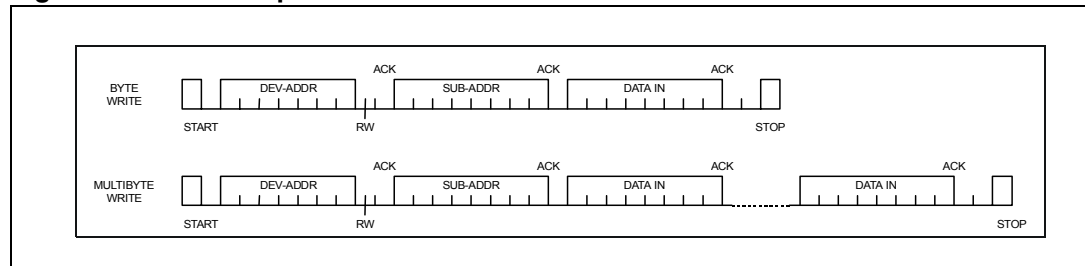 ACK ACK ACK
BYTE
WRITE
DEV-ADDR SUB-ADDR DATA IN
START RW STOP
ACK ACK ACK ACK
MULTIBYTE
WRITE
DEV-ADDR SUB-ADDR DATA IN DATA IN
START RW STOP